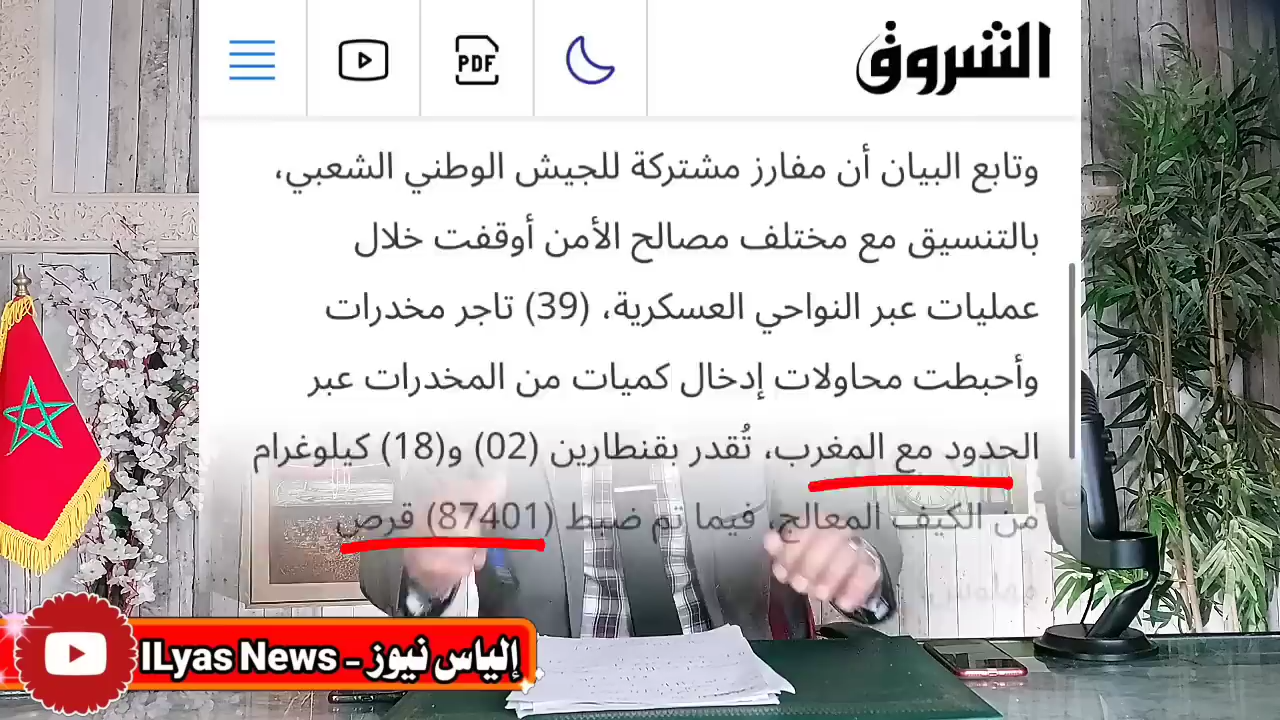 الشروق
PDF
وتابع البيان أن مفارز مشتركة للجيش الوطني الشعبي،
بالتنسيق مع مختلف مصالح الأمن أوقفت خلال
عمليات عبر النواحي العسكرية، (39) تاجر مخدرات
وأحبطت محاولات إدخال كميات من المخدرات عبر
الحدود مع المغرب، تُقدر بقنطارين (02) و(18) كيلوغرام
من الكيف المعالج، فيما تم ضبط (87401) قرص
مهلوس
ILyas News - إلياس نيوز